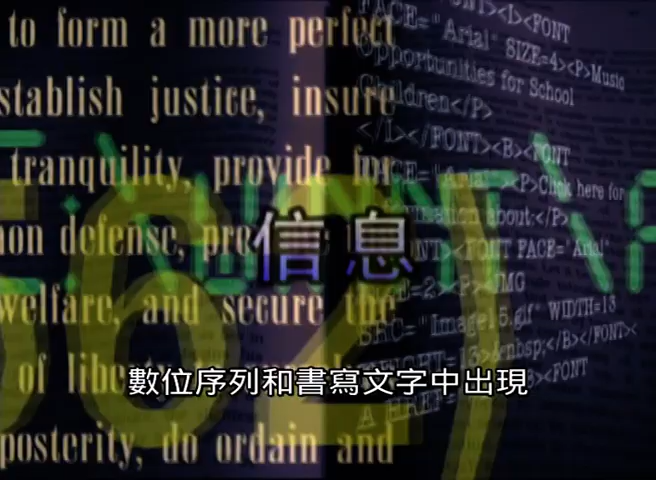 to form a more perfect
stablish justice, insure
tranquility, provide for
non defense, pro
welfare, and secure the
of
posterity, do ordain and
FACE="Arial" SIZE=4><P>Music
Opportunities for School
Children</P>
</I></FONT><B><FONT
<P>Click here for
about:</P>
<FONT FACE="Arial"
SRC="Image15.gif" WIDTH=13
&nbsp;</B></FONT><
562)
信息
數位序列和書寫文字中出現